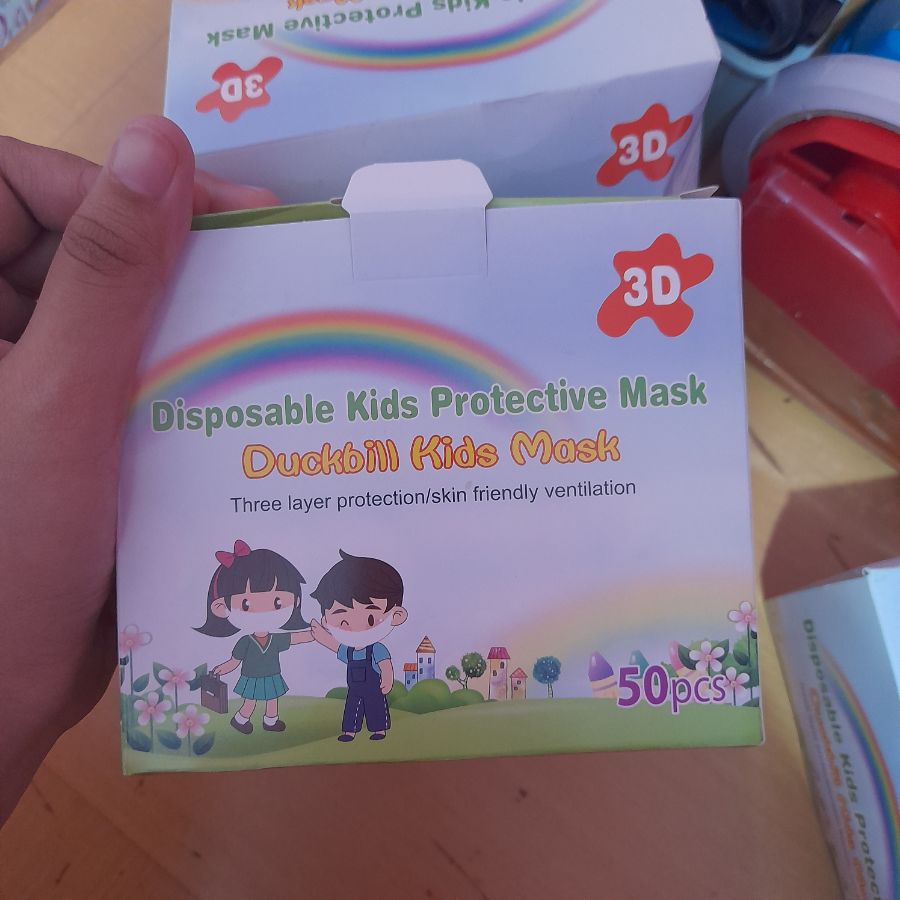 Kids Protective Mask
3D
3D
3D
Disposable Kids Protective Mask
Duckbill Kids Mask
Three layer protection/skin friendly ventilation
50pcs
Disposable Kids Protec